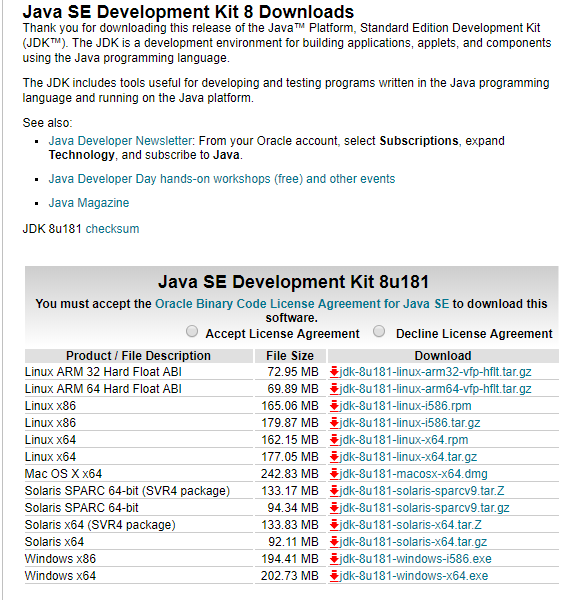 Java SE Development Kit 8 Downloads
Thank you for downloading this release of the Java™ Platform, Standard Edition Development Kit
(JDK™). The JDK is a development environment for building applications, applets, and components
using the Java programming language.
The JDK includes tools useful for developing and testing programs written in the Java programming
language and running on the Java platform.
See also:
Java Developer Newsletter: From your Oracle account, select Subscriptions, expand
Technology, and subscribe to Java.
Java Developer Day hands-on workshops (free) and other events
Java Magazine
JDK 8u181 checksum
Java SE Development Kit 8u181
You must accept the Oracle Binary Code License Agreement for Java SE to download this
software.
Accept License Agreement Decline License Agreement
Product / File Description File Size Download
Linux ARM 32 Hard Float ABI 72.95 MB jdk-8u181-linux-arm32-vfp-hflt.tar.gz
Linux ARM 64 Hard Float ABI 69.89 MB jdk-8u181-linux-arm64-vfp-hflt.tar.gz
Linux x86 165.06 MB jdk-8u181-linux-i586.rpm
Linux x86 179.87 MB jdk-8u181-linux-i586.tar.gz
Linux x64 162.15 MB jdk-8u181-linux-x64.rpm
Linux x64 177.05 MB jdk-8u181-linux-x64.tar.gz
Mac OS X x64 242.83 MB jdk-8u181-macosx-x64.dmg
Solaris SPARC 64-bit (SVR4 package) 133.17 MB jdk-8u181-solaris-sparcv9.tar.Z
Solaris SPARC 64-bit 94.34 MB jdk-8u181-solaris-sparcv9.tar.gz
Solaris x64 (SVR4 package) 133.83 MB jdk-8u181-solaris-x64.tar.Z
Solaris x64 92.11 MB jdk-8u181-solaris-x64.tar.gz
Windows x86 194.41 MB jdk-8u181-windows-i586.exe
Windows x64 202.73 MB jdk-8u181-windows-x64.exe